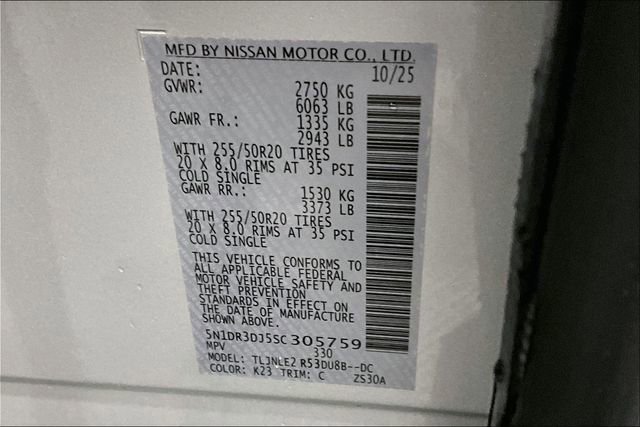 MFD BY NISSAN MOTOR CO., LTD.
DATE: 10/25
GVWR: 2750 KG
6063 LB
GAWR FR.: 1335 KG
2943 LB
WITH 255/50R20 TIRES
20 X 8.0 RIMS AT 35 PSI
COLD SINGLE
GAWR RR.: 1530 KG
3373 LB
WITH 255/50R20 TIRES
20 X 8.0 RIMS AT 35 PSI
COLD SINGLE
THIS VEHICLE CONFORMS TO
ALL APPLICABLE FEDERAL
MOTOR VEHICLE SAFETY AND
THEFT PREVENTION
STANDARDS IN EFFECT ON
THE DATE OF MANUFACTURE
SHOWN ABOVE.
5N1DR3DJ5SC305759
MPV 330
MODEL: TLJNLE2 R53DU8B--DC
COLOR: K23 TRIM: C ZS30A